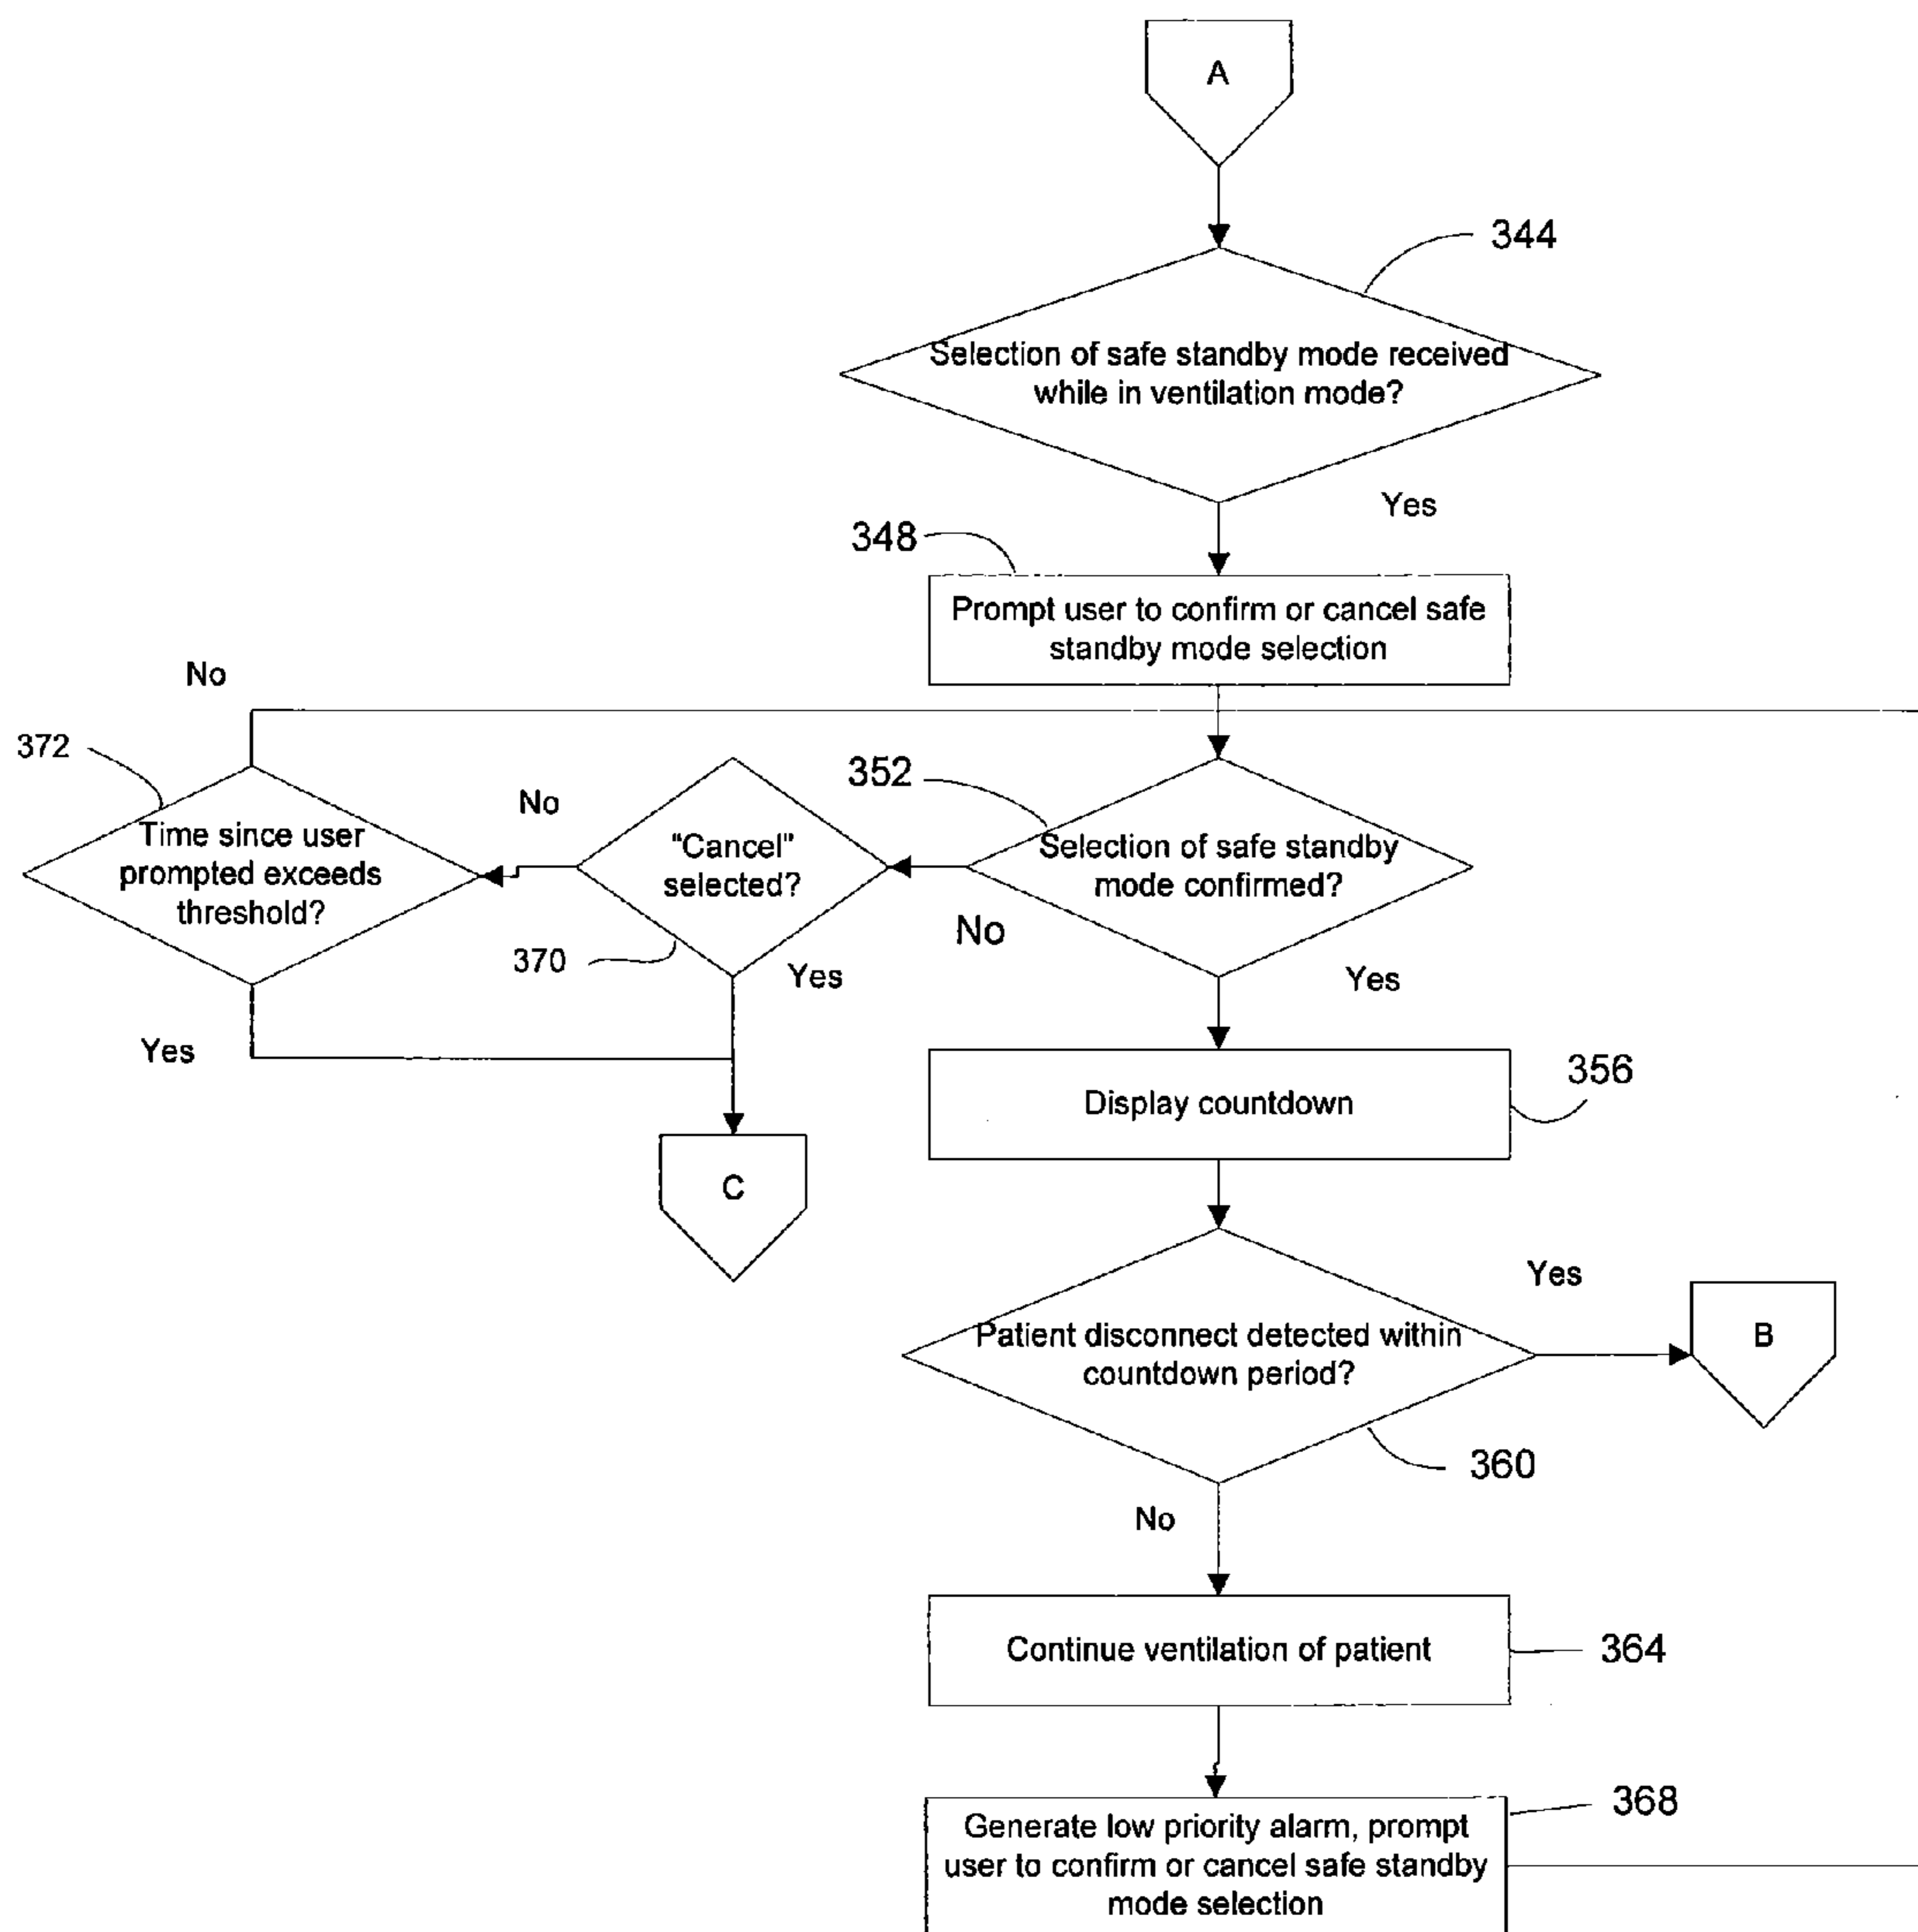 A
344
Selection of safe standby mode received
while in ventilation mode?
Yes
348
Prompt user to confirm or cancel safe
standby mode selection
No
372
Time since user
prompted exceeds
threshold?
Yes
No
"Cancel"
selected?
370
Yes
352
Selection of safe standby
mode confirmed?
No
Yes
C
Display countdown
356
Patient disconnect detected within
countdown period?
Yes
B
360
No
Continue ventilation of patient
364
Generate low priority alarm, prompt
user to confirm or cancel safe standby
mode selection
368